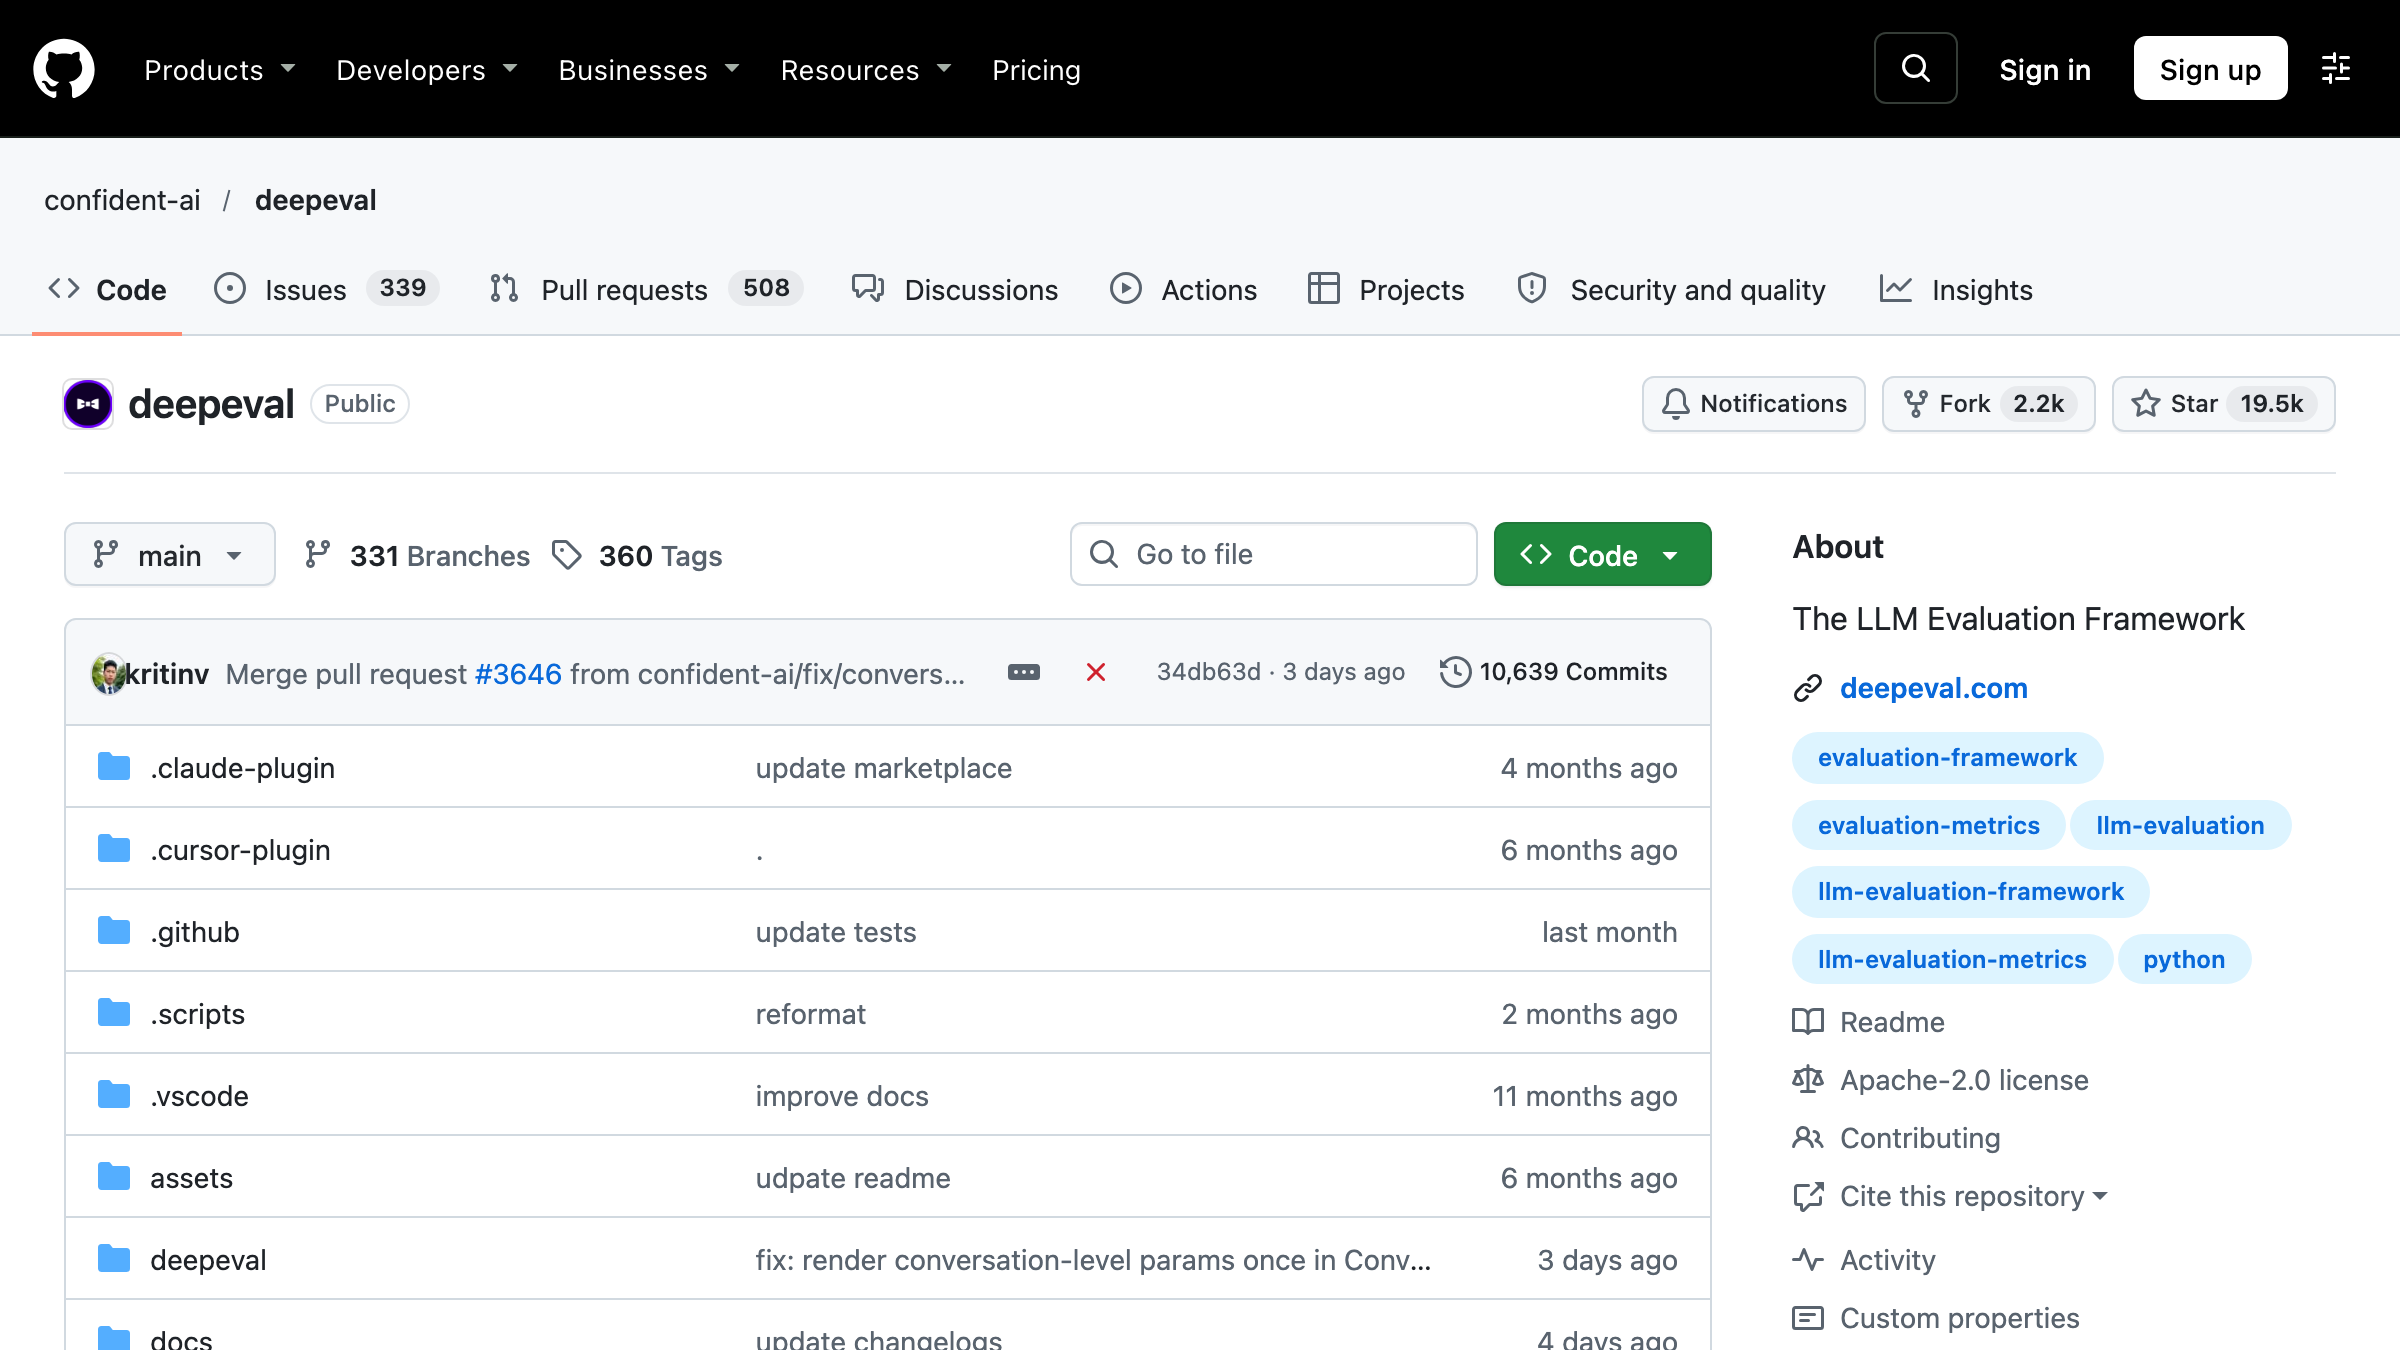 Products Developers Businesses Resources Pricing Sign in Sign up
confident-ai / deepeval
Code Issues 339 Pull requests 508 Discussions Actions Projects Security and quality Insights
deepeval Public Notifications Fork 2.2k Star 19.5k
main 331 Branches 360 Tags Go to file Code
kritinv Merge pull request #3646 from confident-ai/fix/convers... 34db63d · 3 days ago 10,639 Commits
.claude-plugin update marketplace 4 months ago
.cursor-plugin . 6 months ago
.github update tests last month
.scripts reformat 2 months ago
.vscode improve docs 11 months ago
assets udpate readme 6 months ago
deepeval fix: render conversation-level params once in Conv... 3 days ago
docs update changelogs 4 days ago
About
The LLM Evaluation Framework
deepeval.com
evaluation-framework
evaluation-metrics llm-evaluation
llm-evaluation-framework
llm-evaluation-metrics python
Readme
Apache-2.0 license
Contributing
Cite this repository
Activity
Custom properties